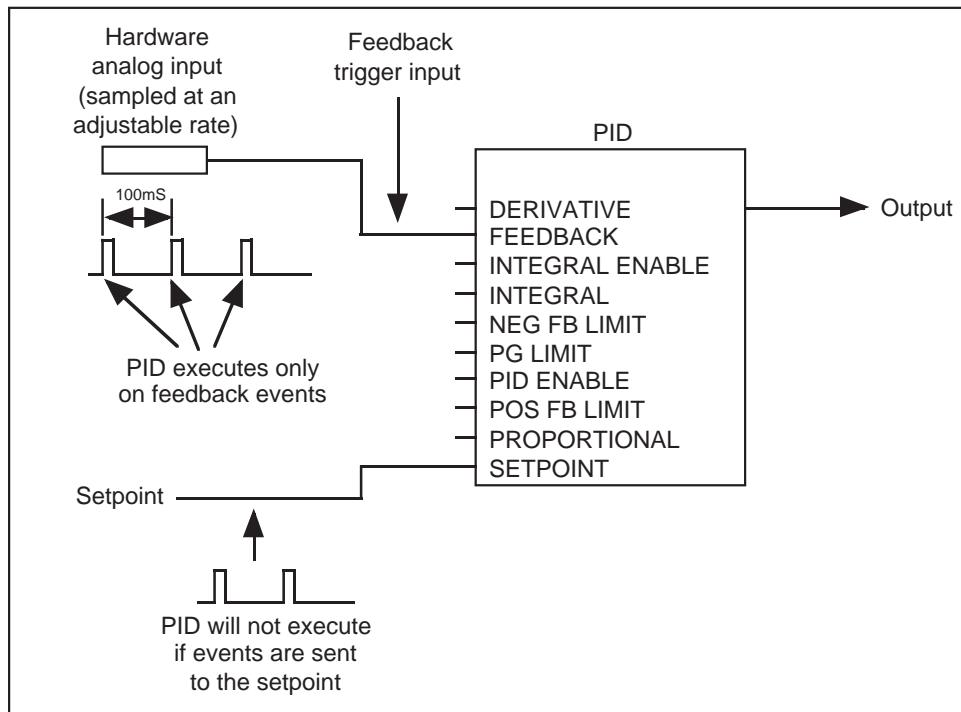 Hardware
analog input
(sampled at an
adjustable rate)
Feedback
trigger input
100mS
PID executes only
on feedback events
PID
DERIVATIVE
FEEDBACK
INTEGRAL ENABLE
INTEGRAL
NEG FB LIMIT
PG LIMIT
PID ENABLE
POS FB LIMIT
PROPORTIONAL
SETPOINT
Output
Setpoint
PID will not execute
if events are sent
to the setpoint